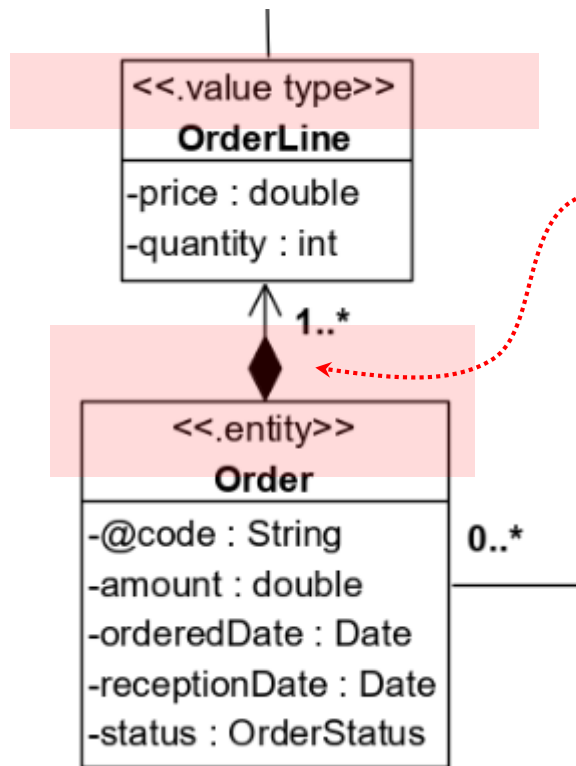 <<.value type>>
OrderLine
-price : double
-quantity : int
1..*
<<.entity>>
Order
-@code : String
0..*
-amount : double
-orderedDate : Date
-receptionDate : Date
-status : OrderStatus